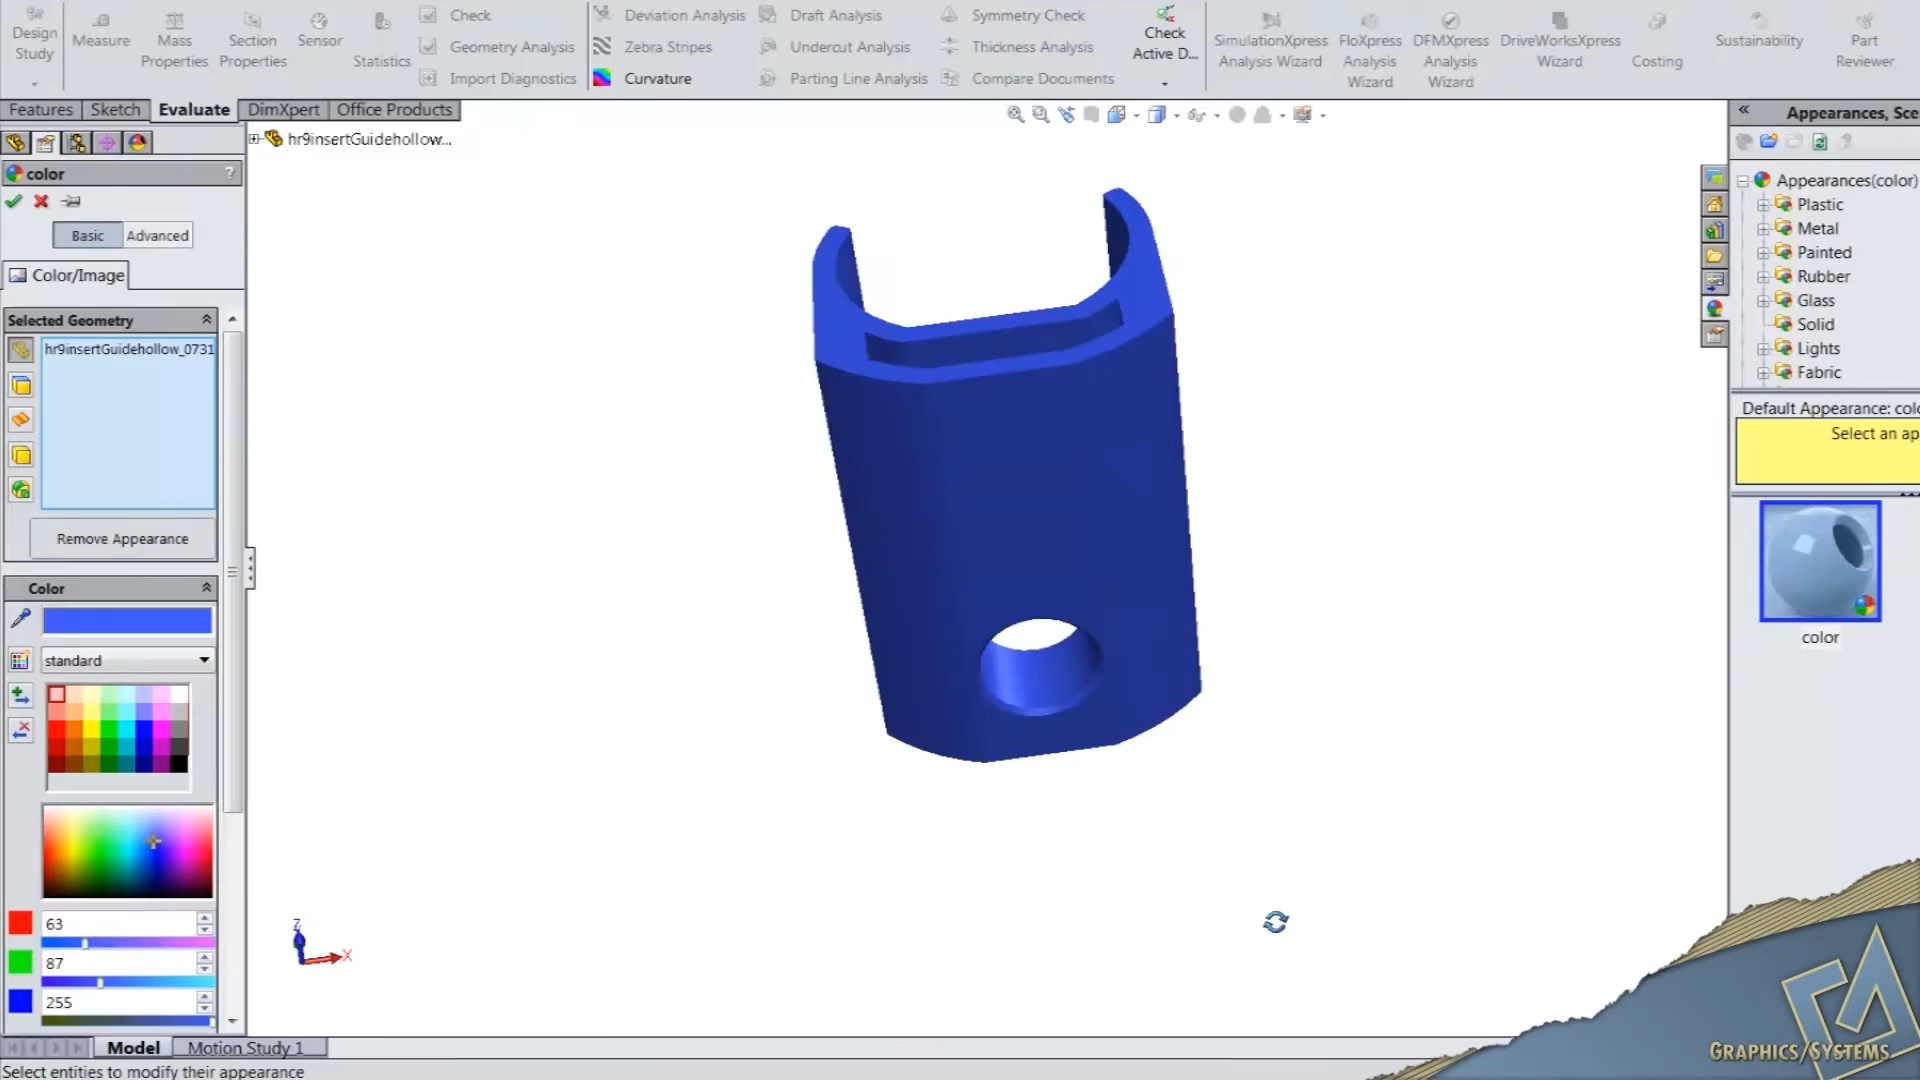 Design Study
Measure
Mass Properties
Section Properties
Sensor
Statistics
Check
Geometry Analysis
Import Diagnostics
Deviation Analysis
Zebra Stripes
Curvature
Draft Analysis
Undercut Analysis
Parting Line Analysis
Symmetry Check
Thickness Analysis
Compare Documents
Check Active D...
SimulationXpress Analysis Wizard
FloXpress Analysis Wizard
DFMXpress Analysis Wizard
DriveWorksXpress Wizard
Costing
Sustainability
Part Reviewer
Features Sketch Evaluate DimXpert Office Products
hr9insertGuidehollow...
color ?
Basic Advanced
Color/Image
Selected Geometry
hr9insertGuidehollow_0731
Remove Appearance
Color
standard
63
87
255
Z
X
Model Motion Study 1
Select entities to modify their appearance
Appearances, Sce
Appearances(color)
Plastic
Metal
Painted
Rubber
Glass
Solid
Lights
Fabric
Default Appearance: colo
Select an ap
color
GRAPHICS/SYSTEMS